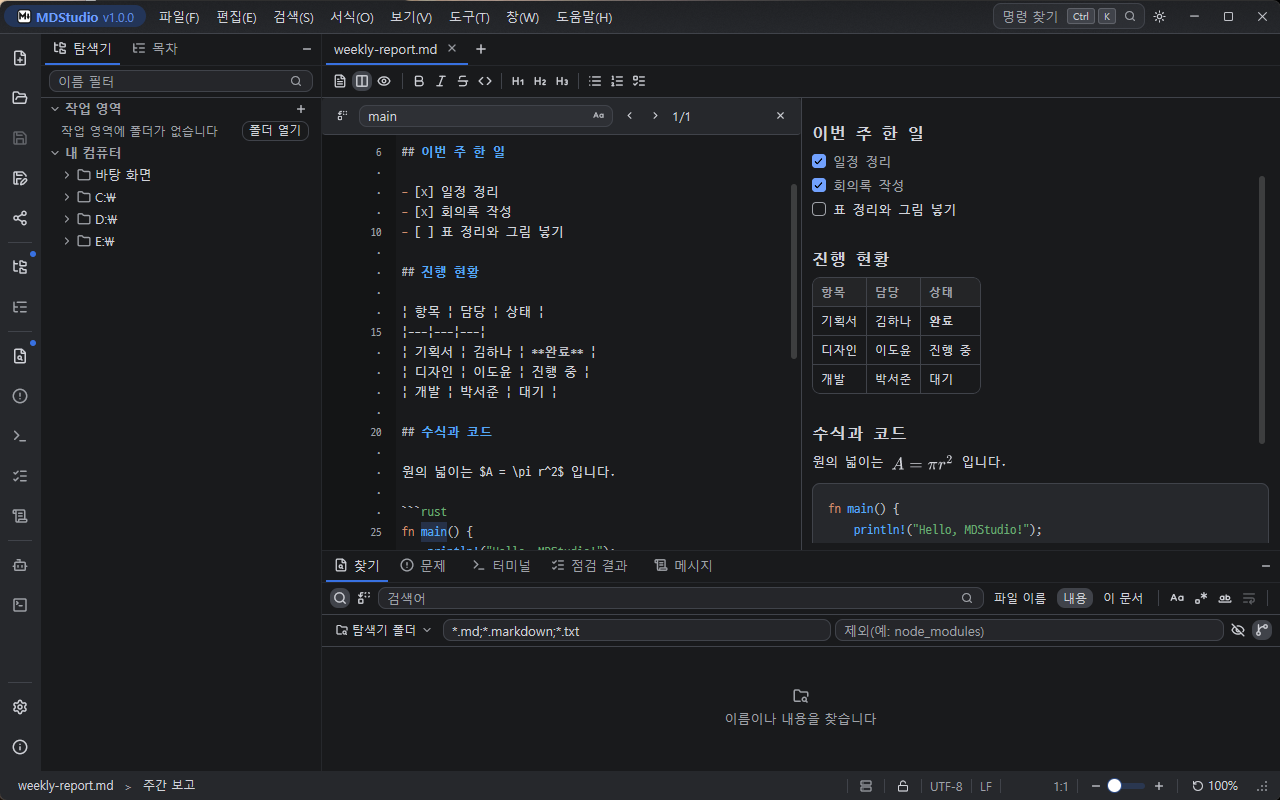 MDStudio v1.0.0 파일(F) 편집(E) 검색(S) 서식(O) 보기(V) 도구(T) 창(W) 도움말(H) 명령 찾기 Ctrl K
탐색기 목차
이름 필터
작업 영역
작업 영역에 폴더가 없습니다 폴더 열기
내 컴퓨터
바탕 화면
C:₩
D:₩
E:₩
weekly-report.md
B I S H1 H2 H3
main Aa 1/1
6 ## 이번 주 한 일
- [x] 일정 정리
- [x] 회의록 작성
10 - [ ] 표 정리와 그림 넣기
## 진행 현황
| 항목 | 담당 | 상태 |
15 |---|---|---|
| 기획서 | 김하나 | **완료** |
| 디자인 | 이도윤 | 진행 중 |
| 개발 | 박서준 | 대기 |
20 ## 수식과 코드
원의 넓이는 $A = \pi r^2$ 입니다.
```rust
25 fn main() {
println!("Hello, MDStudio!");
이번 주 한 일
일정 정리
회의록 작성
표 정리와 그림 넣기
진행 현황
항목 담당 상태
기획서 김하나 완료
디자인 이도윤 진행 중
개발 박서준 대기
수식과 코드
원의 넓이는 A = πr² 입니다.
fn main() {
println!("Hello, MDStudio!");
찾기 문제 터미널 점검 결과 메시지
검색어 파일 이름 내용 이 문서 Aa .* ab
탐색기 폴더 *.md;*.markdown;*.txt 제외(예: node_modules)
이름이나 내용을 찾습니다
weekly-report.md > 주간 보고 UTF-8 LF 1:1 100%